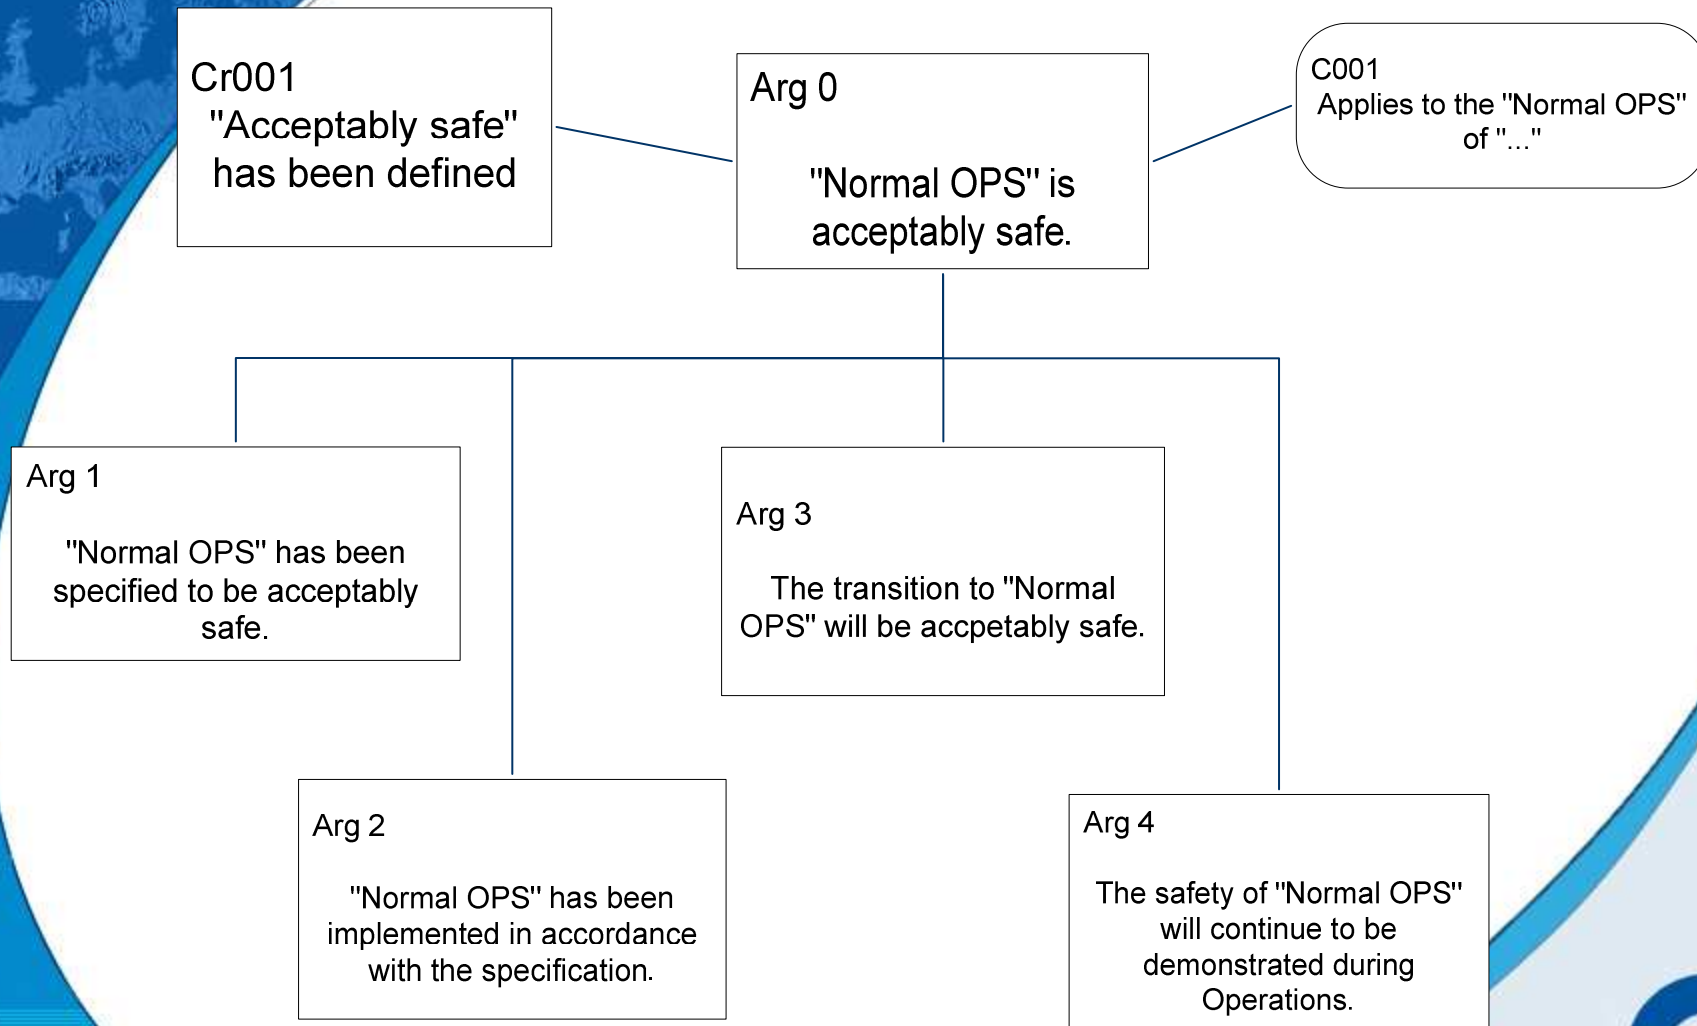 Cr001
"Acceptably safe"
has been defined
Arg 0
"Normal OPS" is
acceptably safe.
C001
Applies to the "Normal OPS"
of "..."
Arg 1
"Normal OPS" has been
specified to be acceptably
safe.
Arg 3
The transition to "Normal
OPS" will be accpetably safe.
Arg 2
"Normal OPS" has been
implemented in accordance
with the specification.
Arg 4
The safety of "Normal OPS"
will continue to be
demonstrated during
Operations.